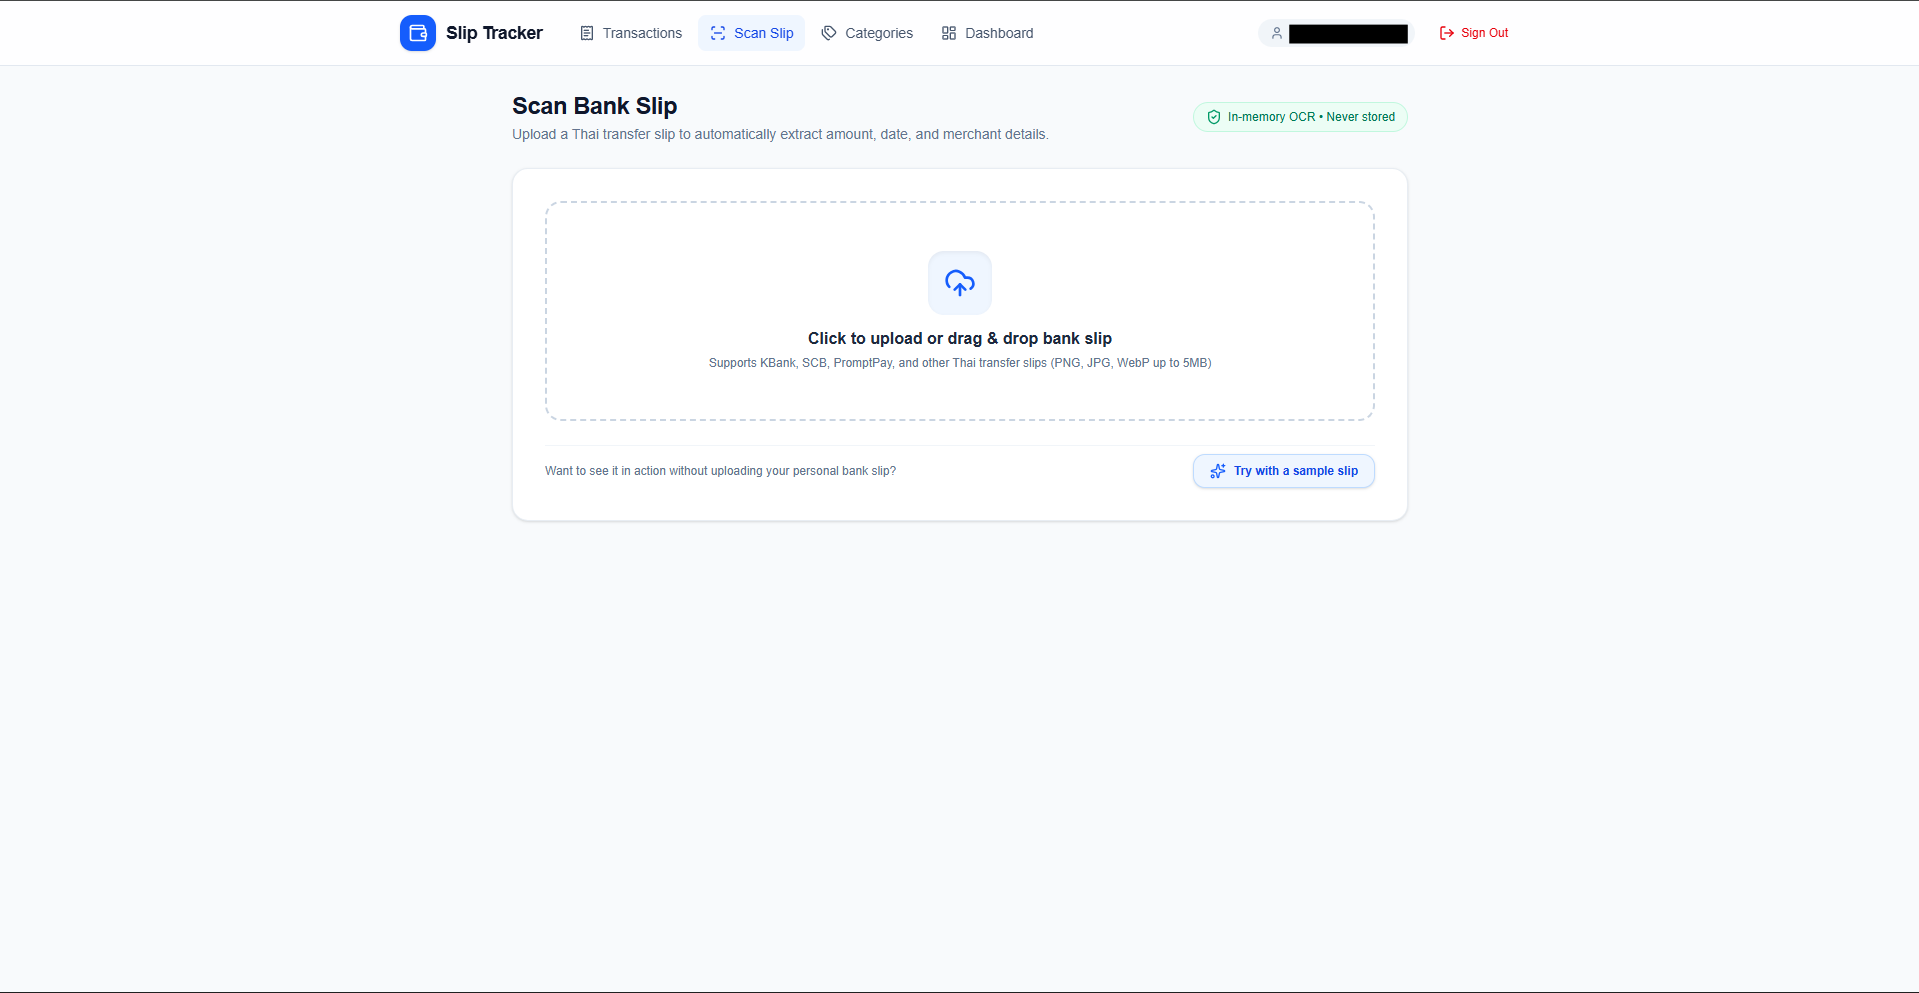 Slip Tracker
Transactions
Scan Slip
Categories
Dashboard
Sign Out
Scan Bank Slip
Upload a Thai transfer slip to automatically extract amount, date, and merchant details.
In-memory OCR • Never stored
Click to upload or drag & drop bank slip
Supports KBank, SCB, PromptPay, and other Thai transfer slips (PNG, JPG, WebP up to 5MB)
Want to see it in action without uploading your personal bank slip?
Try with a sample slip